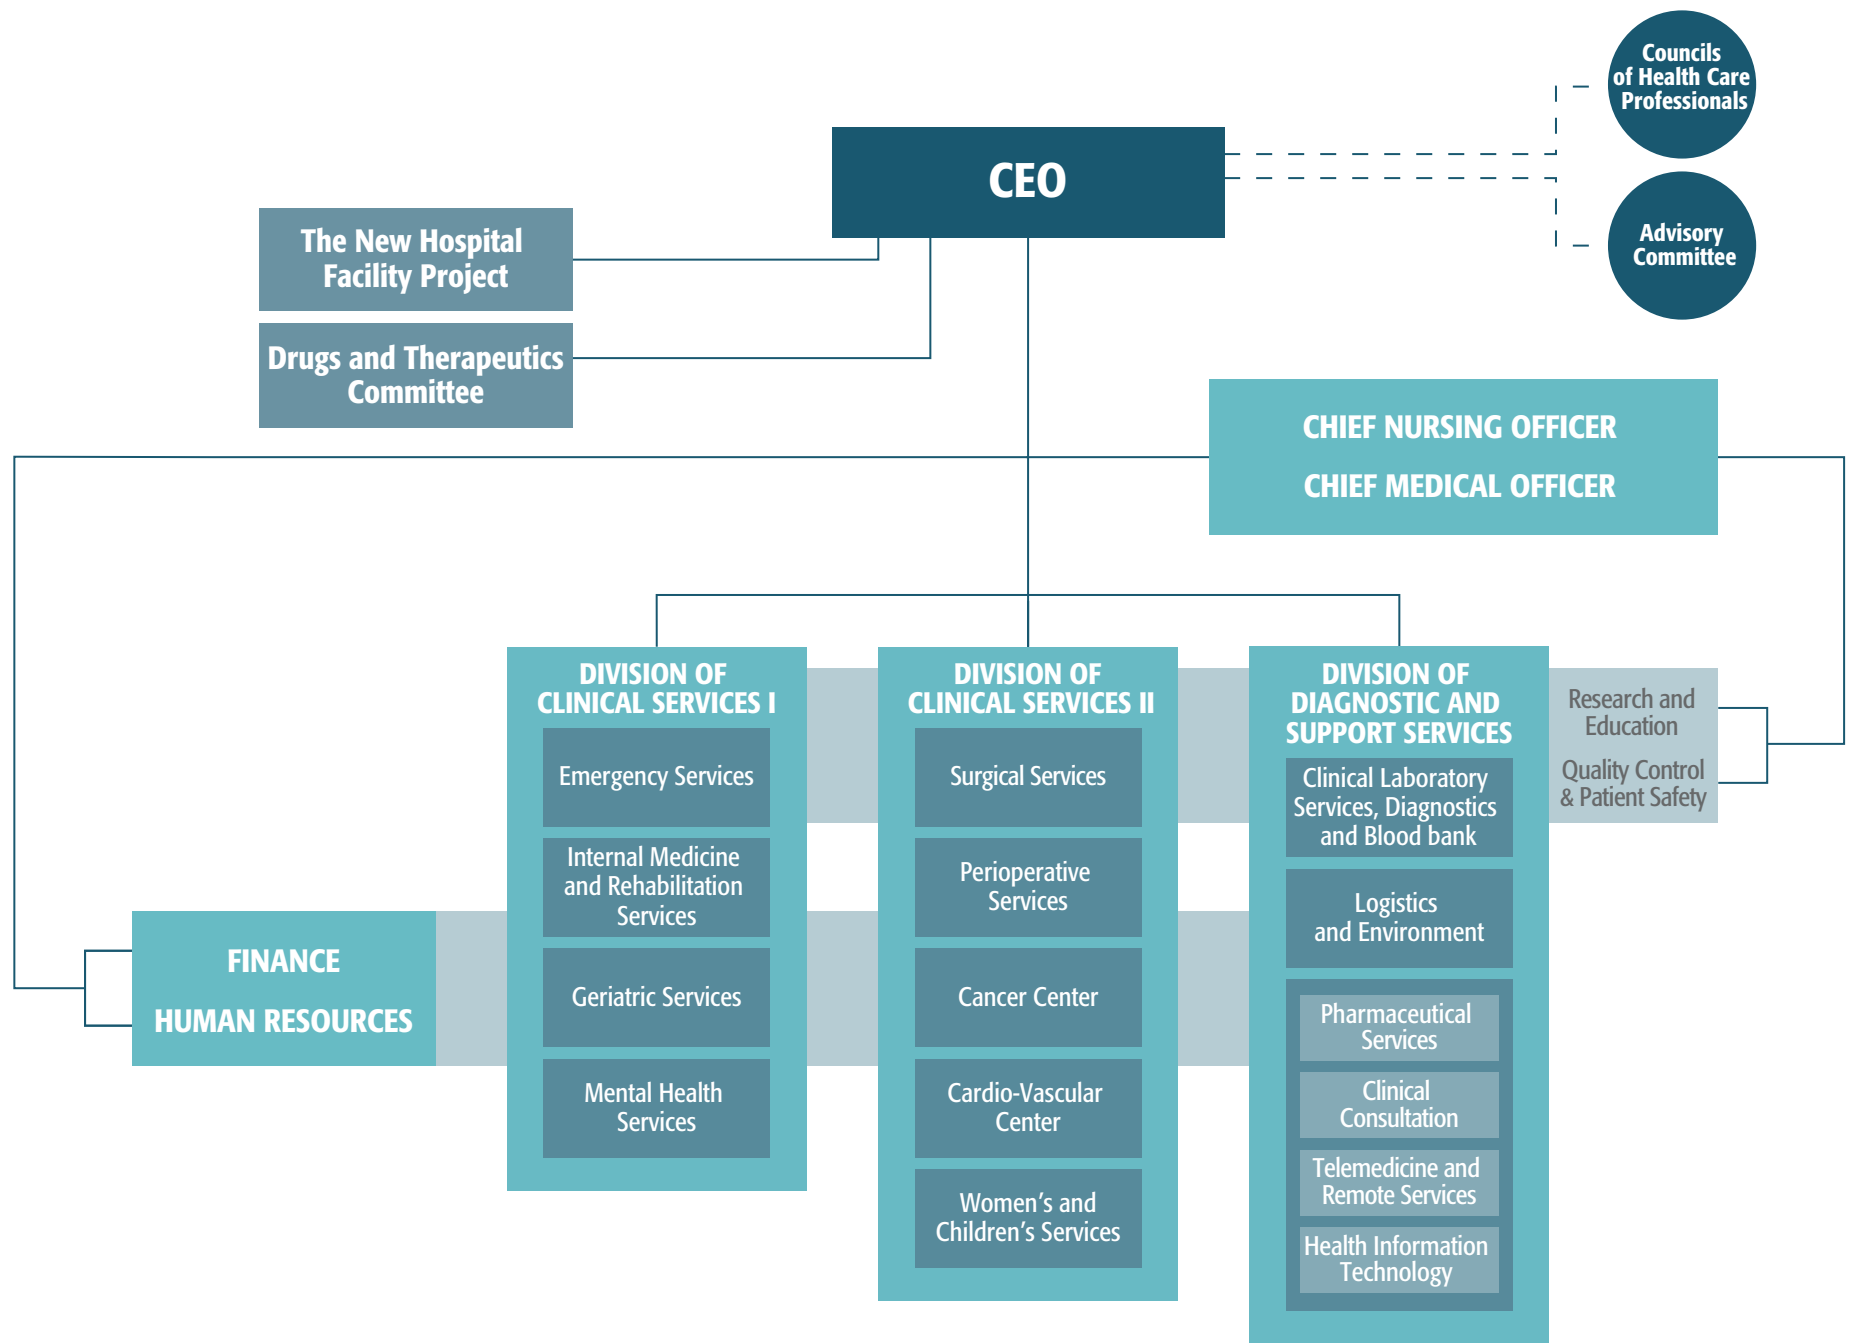 Councils
of Health Care
Professionals
CEO
Advisory
Committee
The New Hospital
Facility Project
Drugs and Therapeutics
Committee
CHIEF NURSING OFFICER
CHIEF MEDICAL OFFICER
DIVISION OF
CLINICAL SERVICES I
Emergency Services
Internal Medicine
and Rehabilitation
Services
Geriatric Services
Mental Health
Services
DIVISION OF
CLINICAL SERVICES II
Surgical Services
Perioperative
Services
Cancer Center
Cardio-Vascular
Center
Women’s and
Children’s Services
DIVISION OF
DIAGNOSTIC AND
SUPPORT SERVICES
Clinical Laboratory
Services, Diagnostics
and Blood bank
Logistics
and Environment
Pharmaceutical
Services
Clinical
Consultation
Telemedicine and
Remote Services
Health Information
Technology
Research and
Education
Quality Control
& Patient Safety
FINANCE
HUMAN RESOURCES